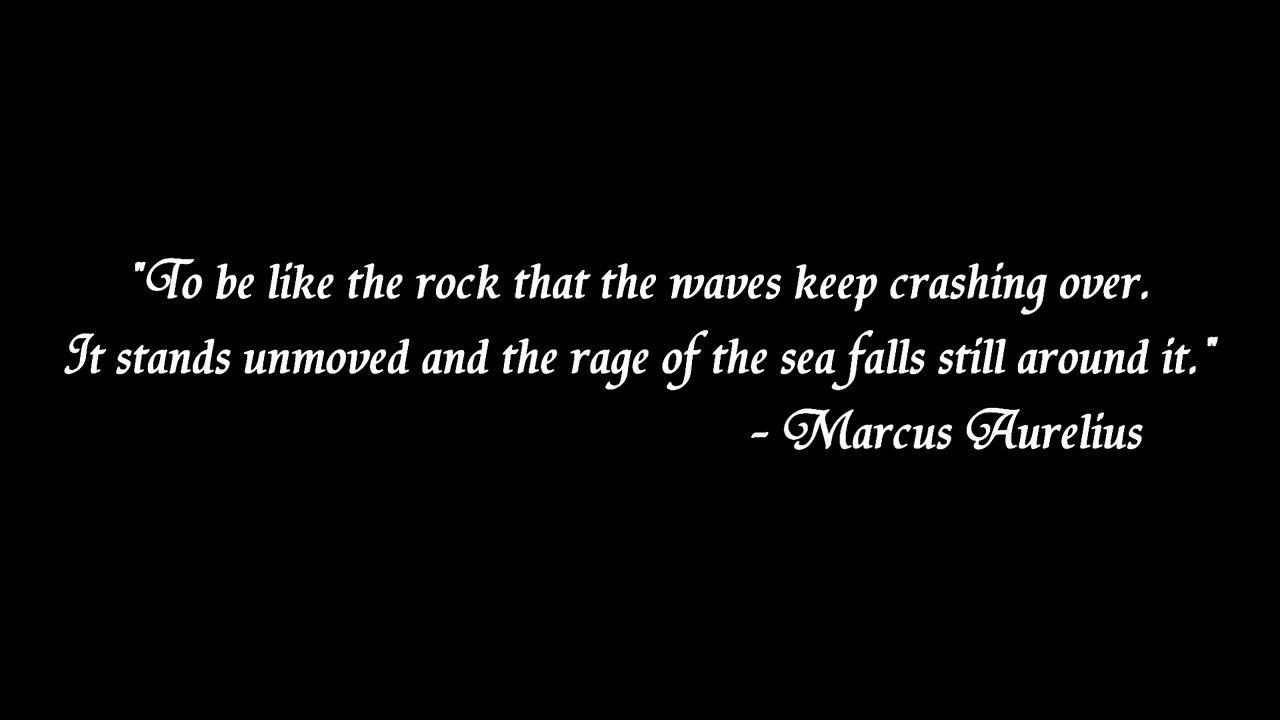 "To be like the rock that the waves keep crashing over.
It stands unmoved and the rage of the sea falls still around it."
- Marcus Aurelius